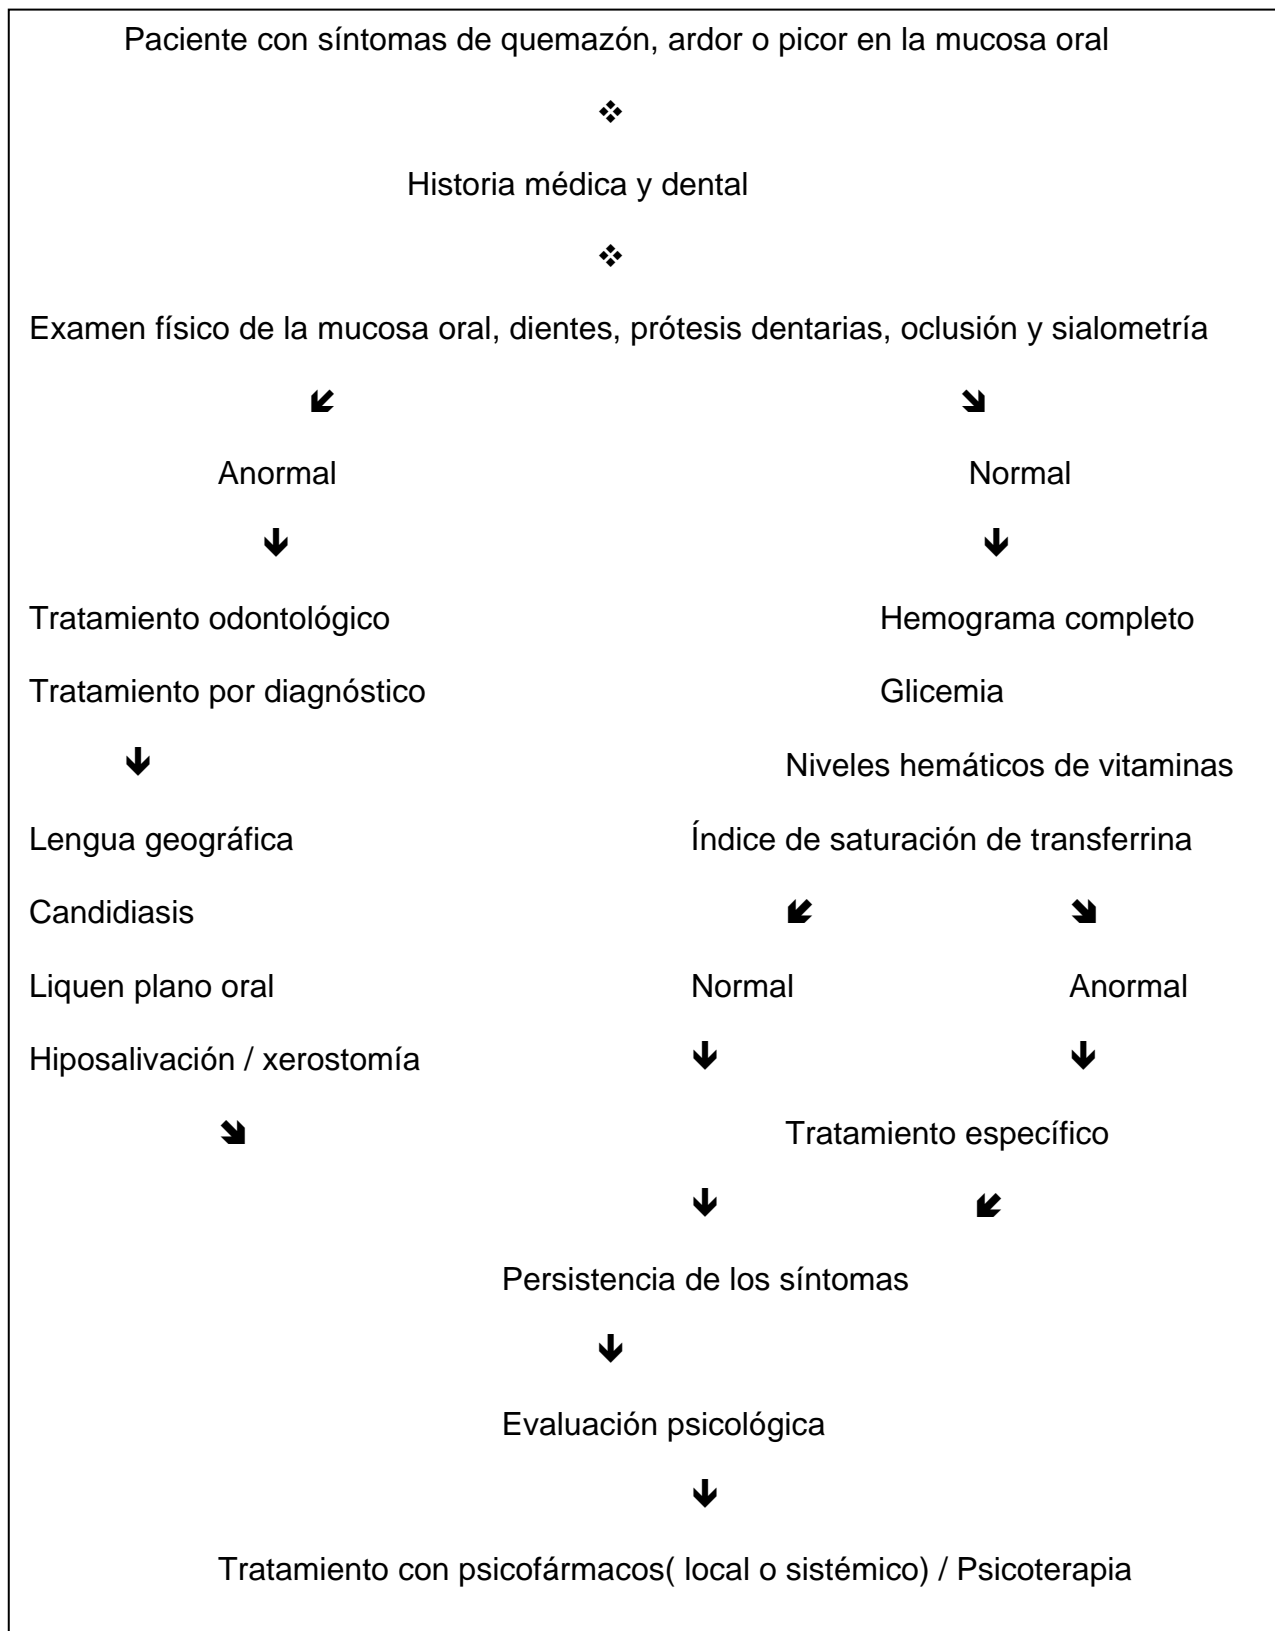 Paciente con síntomas de quemazón, ardor o picor en la mucosa oral
Historia médica y dental
Examen físico de la mucosa oral, dientes, prótesis dentarias, oclusión y sialometría
Anormal Normal
Tratamiento odontológico Hemograma completo
Tratamiento por diagnóstico Glicemia
Niveles hemáticos de vitaminas
Lengua geográfica Índice de saturación de transferrina
Candidiasis
Liquen plano oral Normal Anormal
Hiposalivación / xerostomía
Tratamiento específico
Persistencia de los síntomas
Evaluación psicológica
Tratamiento con psicofármacos( local o sistémico) / Psicoterapia